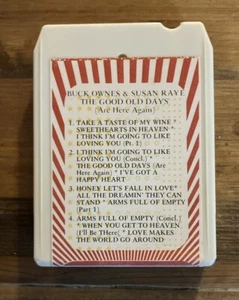 BUCK OWNES & SUSAN RAYE
THE GOOD OLD DAYS
(Are Here Again)
1. TAKE A TASTE OF MY WINE *
SWEETHEARTS IN HEAVEN *
I THINK I'M GOING TO LIKE
LOVING YOU (Pt. 1)
2. I THINK I'M GOING TO LIKE
LOVING YOU (Concl.) *
THE GOOD OLD DAYS (Are
Here Again) * I'VE GOT A
HAPPY HEART
3. HONEY LET'S FALL IN LOVE*
ALL THE DREAMIN' THEY CAN
STAND * ARMS FULL OF EMPTY
(Part 1)
4. ARMS FULL OF EMPTY (Concl.)
* WHEN YOU GET TO HEAVEN
(I'll Be THere( * LOVE MAKES
THE WORLD GO AROUND